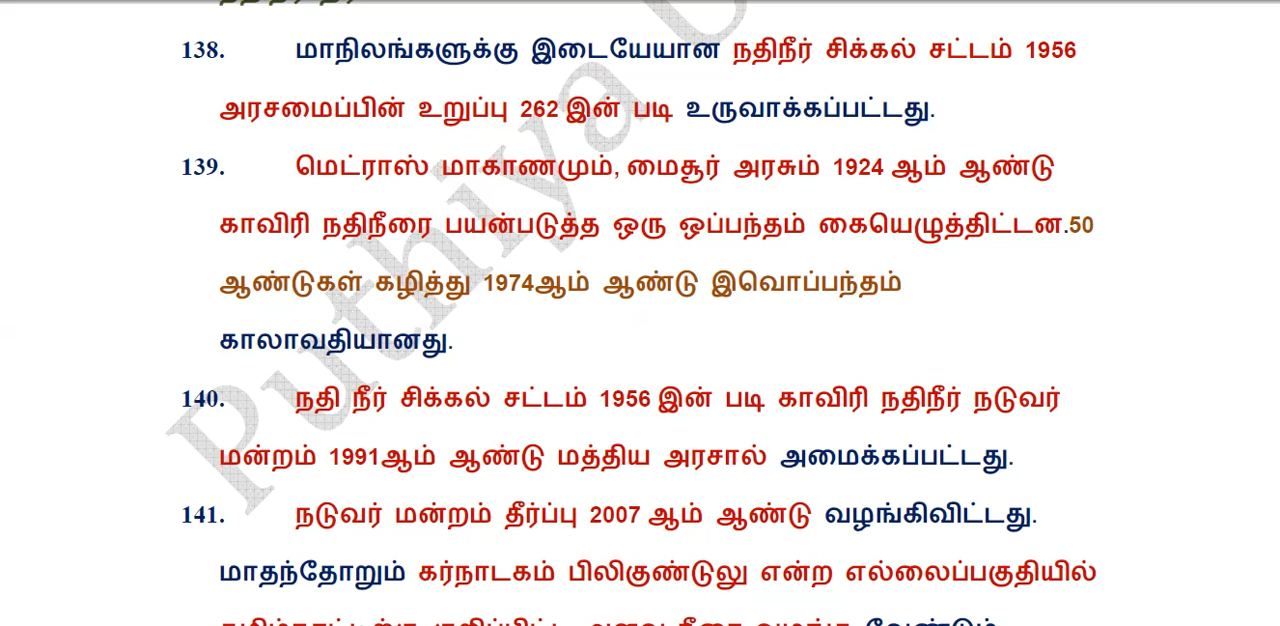 138. மாநிலங்களுக்கு இடையேயான நதிநீர் சிக்கல் சட்டம் 1956
அரசமைப்பின் உறுப்பு 262 இன் படி உருவாக்கப்பட்டது.
139. மெட்ராஸ் மாகாணமும், மைசூர் அரசும் 1924 ஆம் ஆண்டு
காவிரி நதிநீரை பயன்படுத்த ஒரு ஒப்பந்தம் கையெழுத்திட்டன.50
ஆண்டுகள் கழித்து 1974ஆம் ஆண்டு இவொப்பந்தம்
காலாவதியானது.
140. நதி நீர் சிக்கல் சட்டம் 1956 இன் படி காவிரி நதிநீர் நடுவர்
மன்றம் 1991ஆம் ஆண்டு மத்திய அரசால் அமைக்கப்பட்டது.
141. நடுவர் மன்றம் தீர்ப்பு 2007 ஆம் ஆண்டு வழங்கிவிட்டது.
மாதந்தோறும் கர்நாடகம் பிலிகுண்டுலு என்ற எல்லைப்பகுதியில்
Puthiya